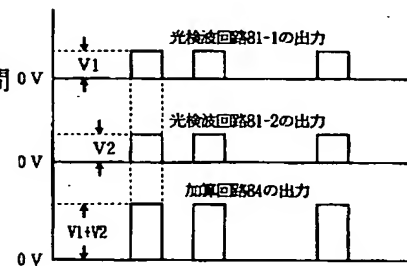 光検波回路81-1の出力
V1
間
0 V
光検波回路81-2の出力
V2
0 V
加算回路84の出力
V1+V2
0 V